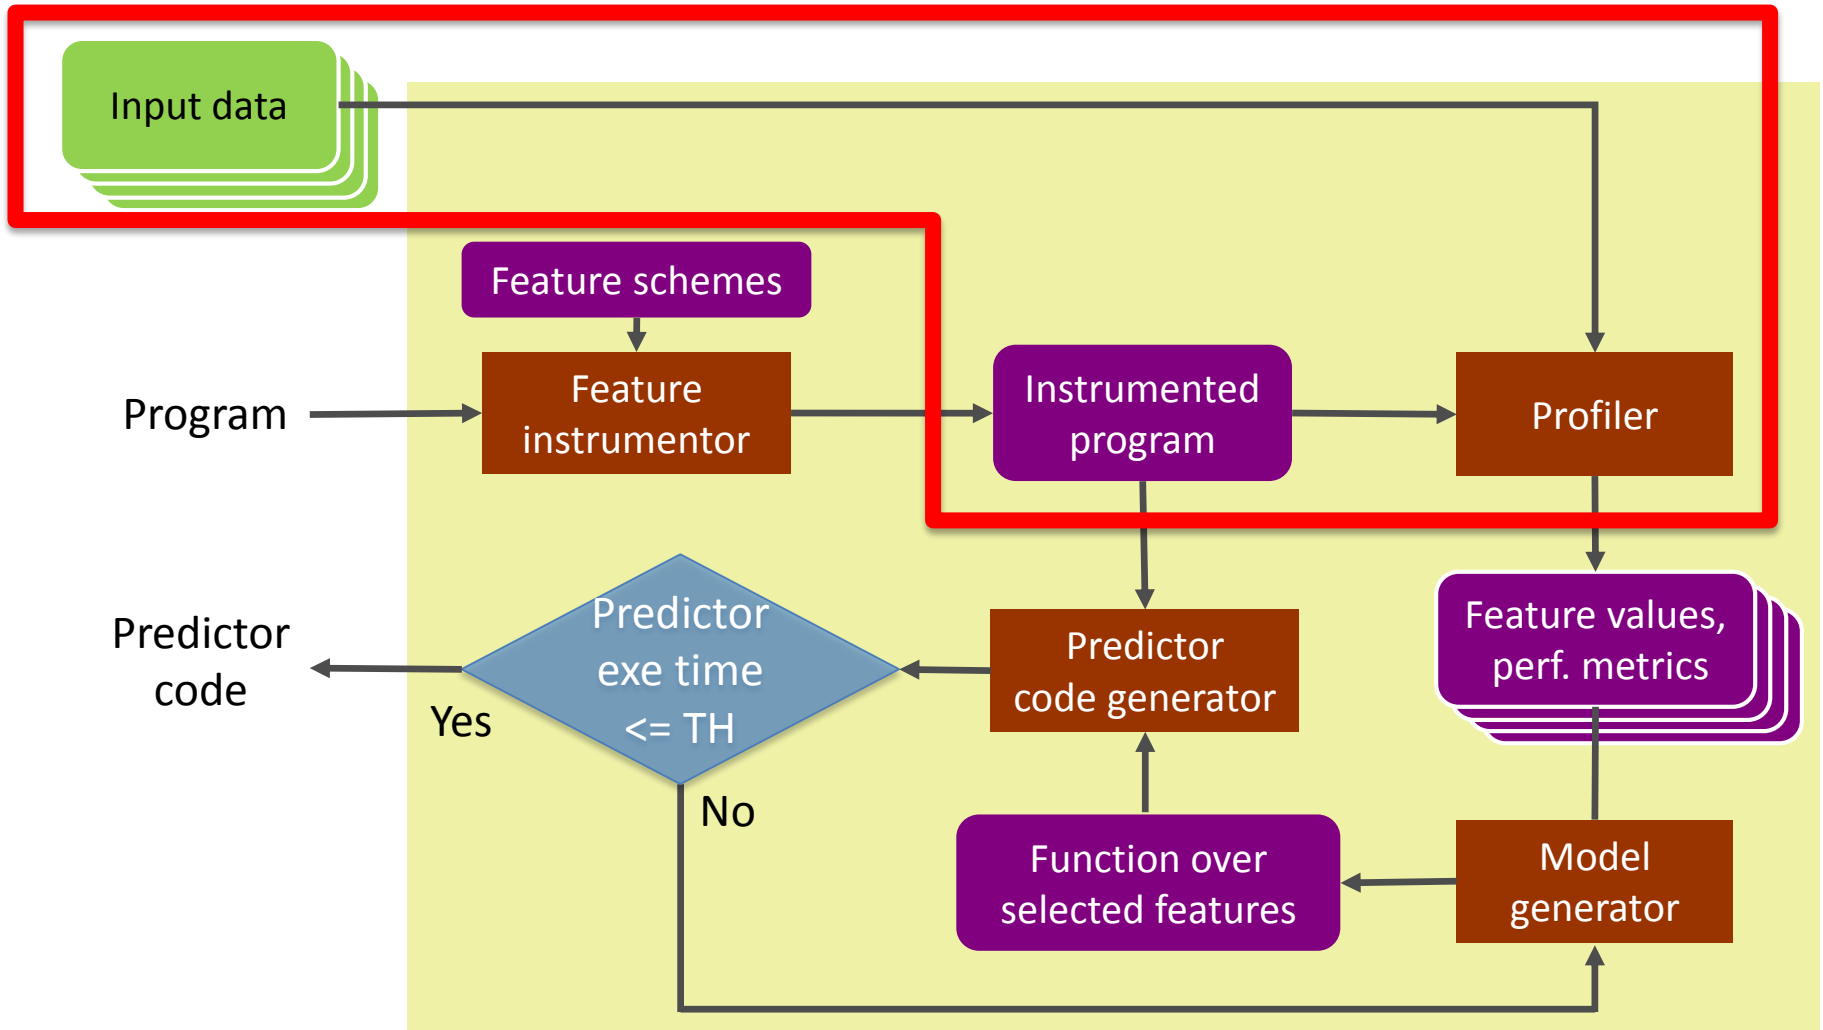 Input data
Feature schemes
Program
Feature
instrumentor
Instrumented
program
Profiler
Predictor
code
Yes
Predictor
exe time
<= TH
No
Predictor
code generator
Feature values,
perf. metrics
Function over
selected features
Model
generator